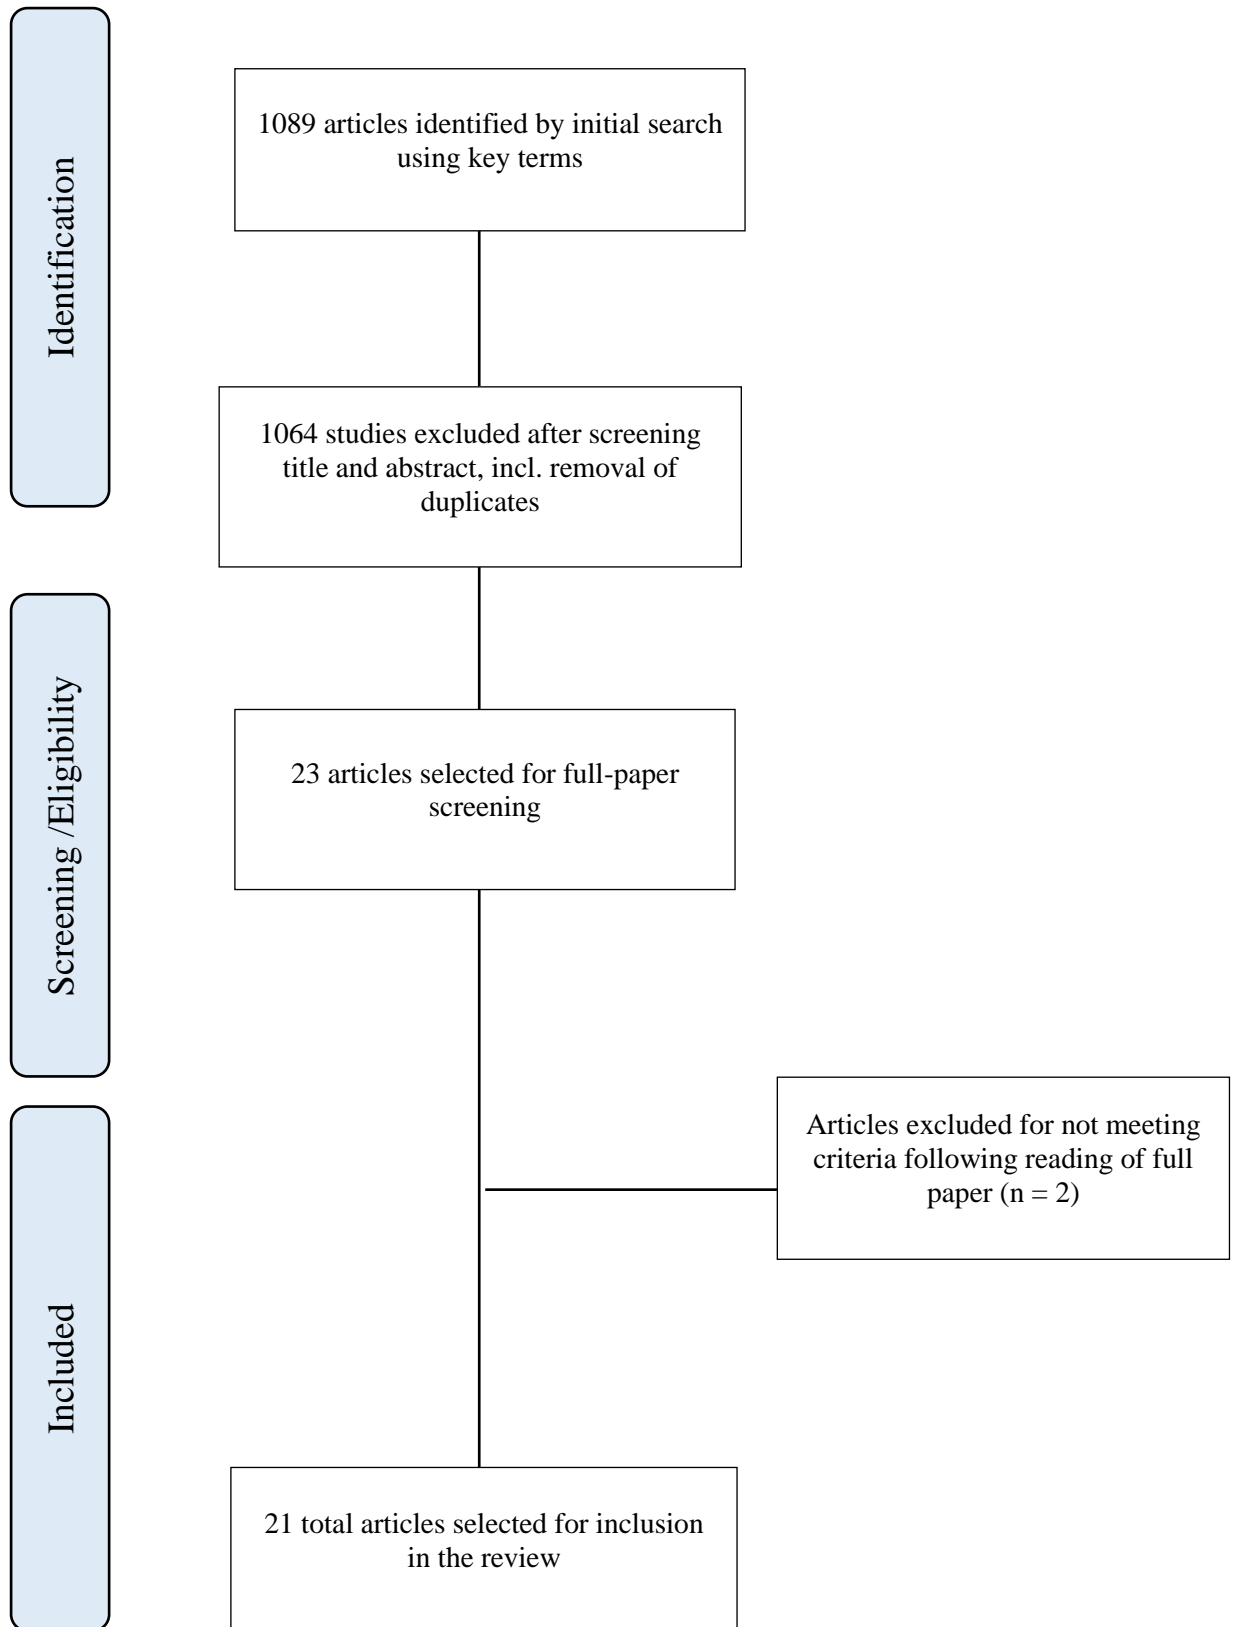 Identification
1089 articles identified by initial search
using key terms
1064 studies excluded after screening
title and abstract, incl. removal of
duplicates
Screening /Eligibility
23 articles selected for full-paper
screening
Articles excluded for not meeting
criteria following reading of full
paper (n = 2)
Included
21 total articles selected for inclusion
in the review